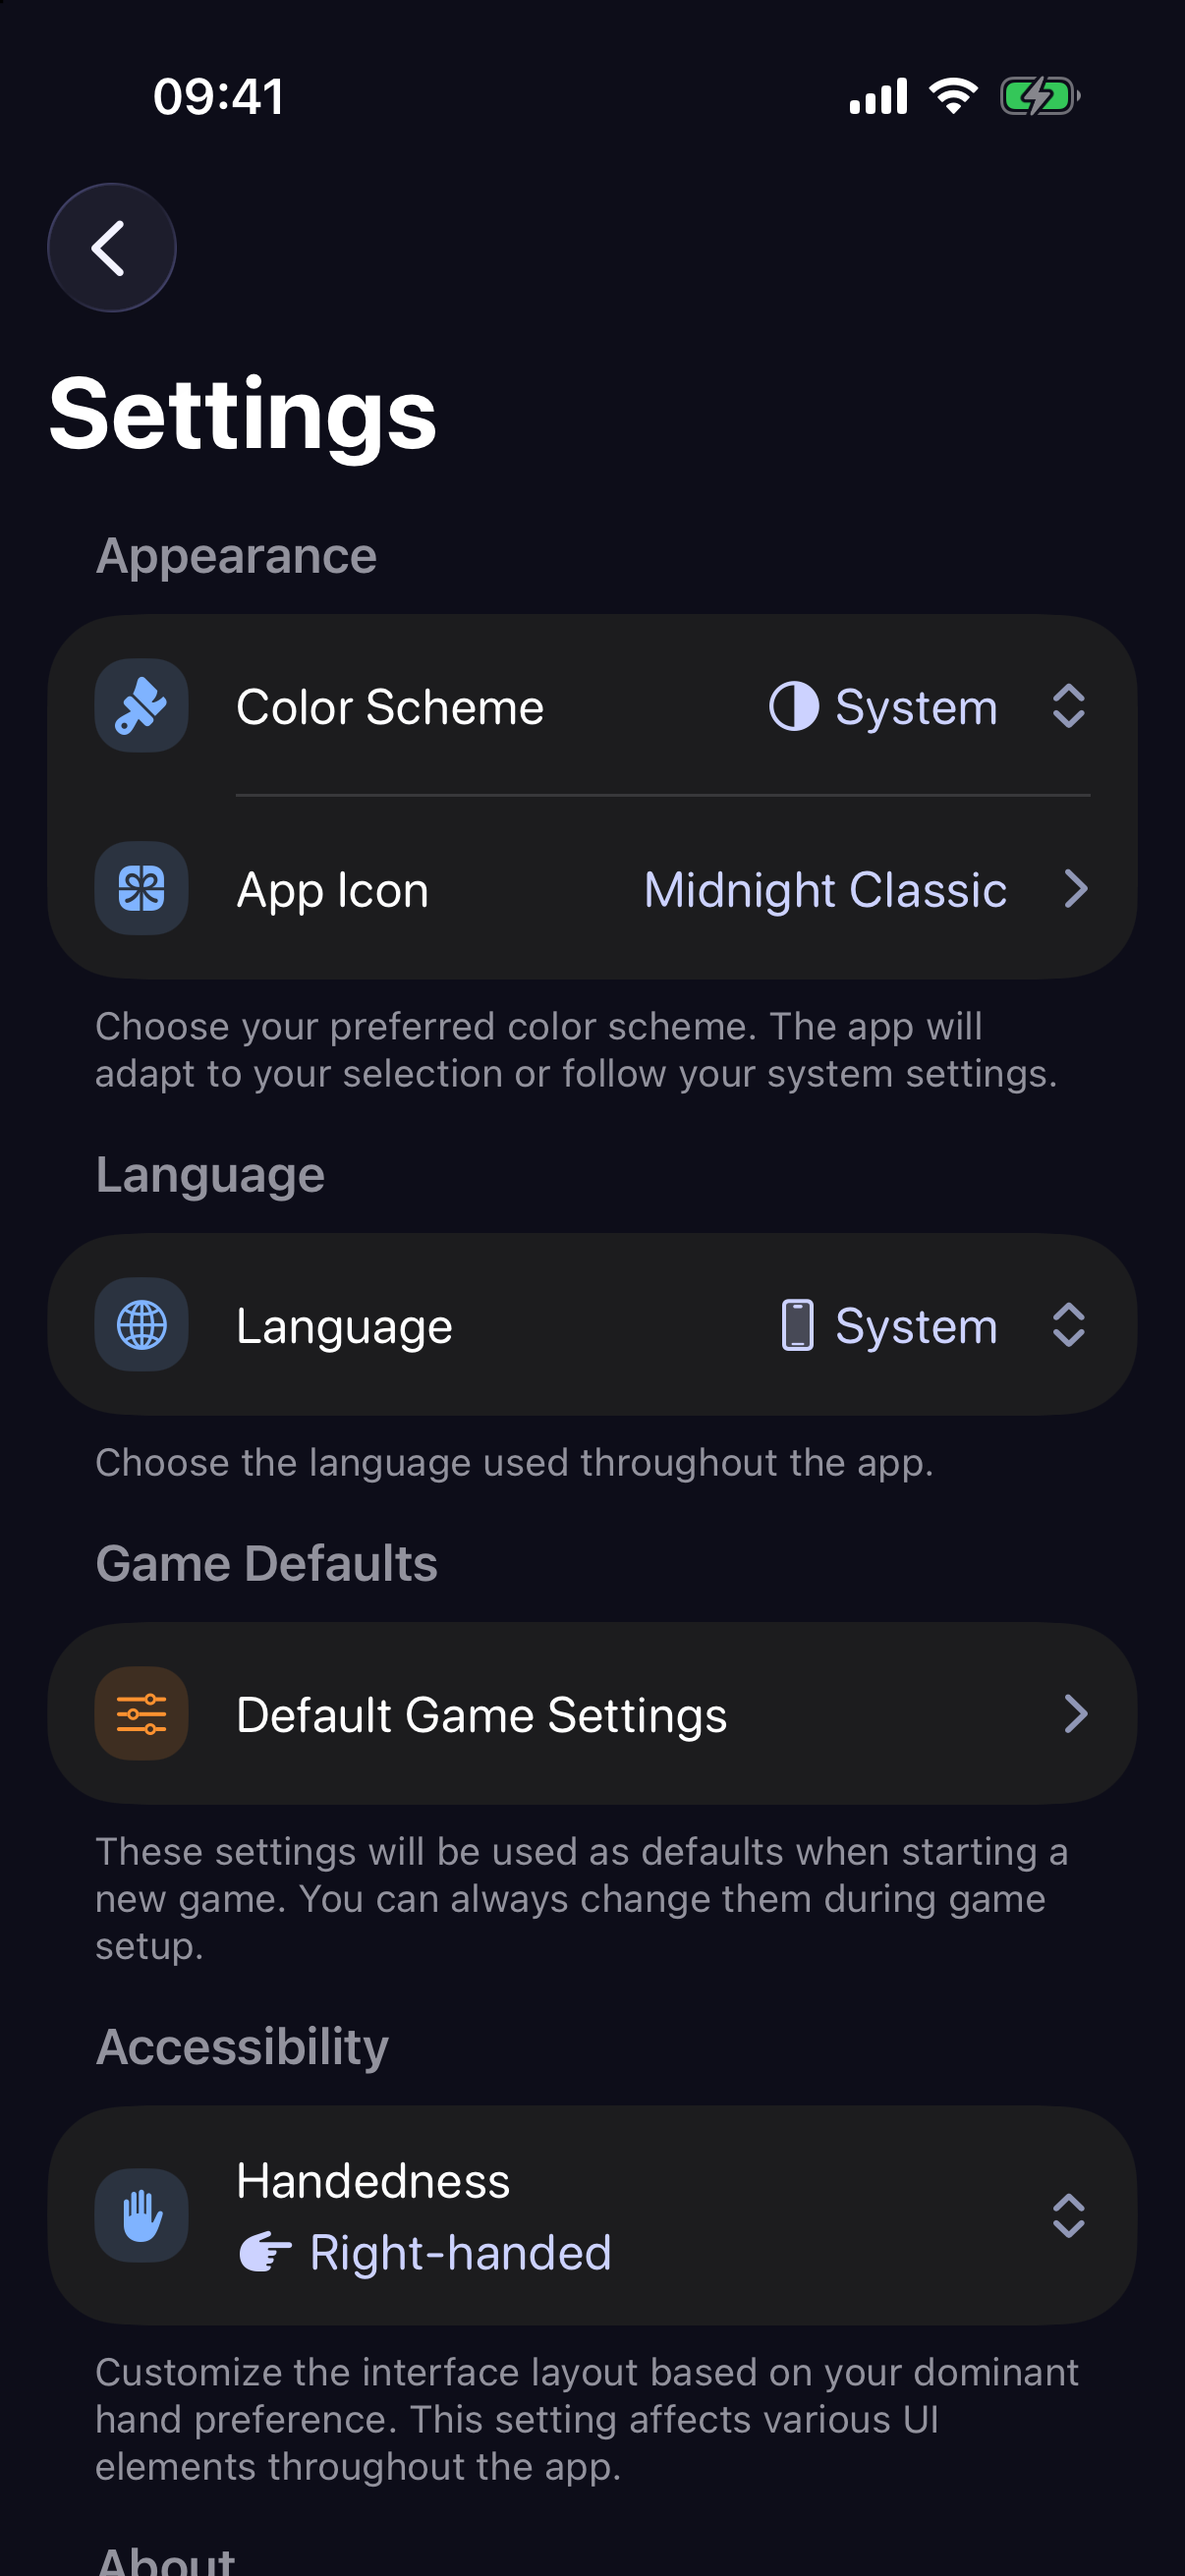 09:41
Settings
Appearance
Color Scheme
System
App Icon
Midnight Classic
Choose your preferred color scheme. The app will
adapt to your selection or follow your system settings.
Language
Language
System
Choose the language used throughout the app.
Game Defaults
Default Game Settings
These settings will be used as defaults when starting a
new game. You can always change them during game
setup.
Accessibility
Handedness
Right-handed
Customize the interface layout based on your dominant
hand preference. This setting affects various UI
elements throughout the app.
About